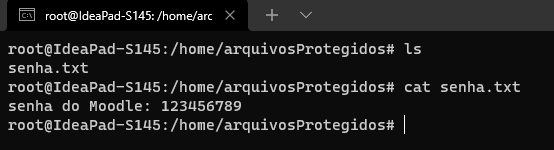 root@IdeaPad-S145: /home/arc
root@IdeaPad-S145:/home/arquivosProtegidos# ls
senha.txt
root@IdeaPad-S145:/home/arquivosProtegidos# cat senha.txt
senha do Moodle: 123456789
root@IdeaPad-S145:/home/arquivosProtegidos#